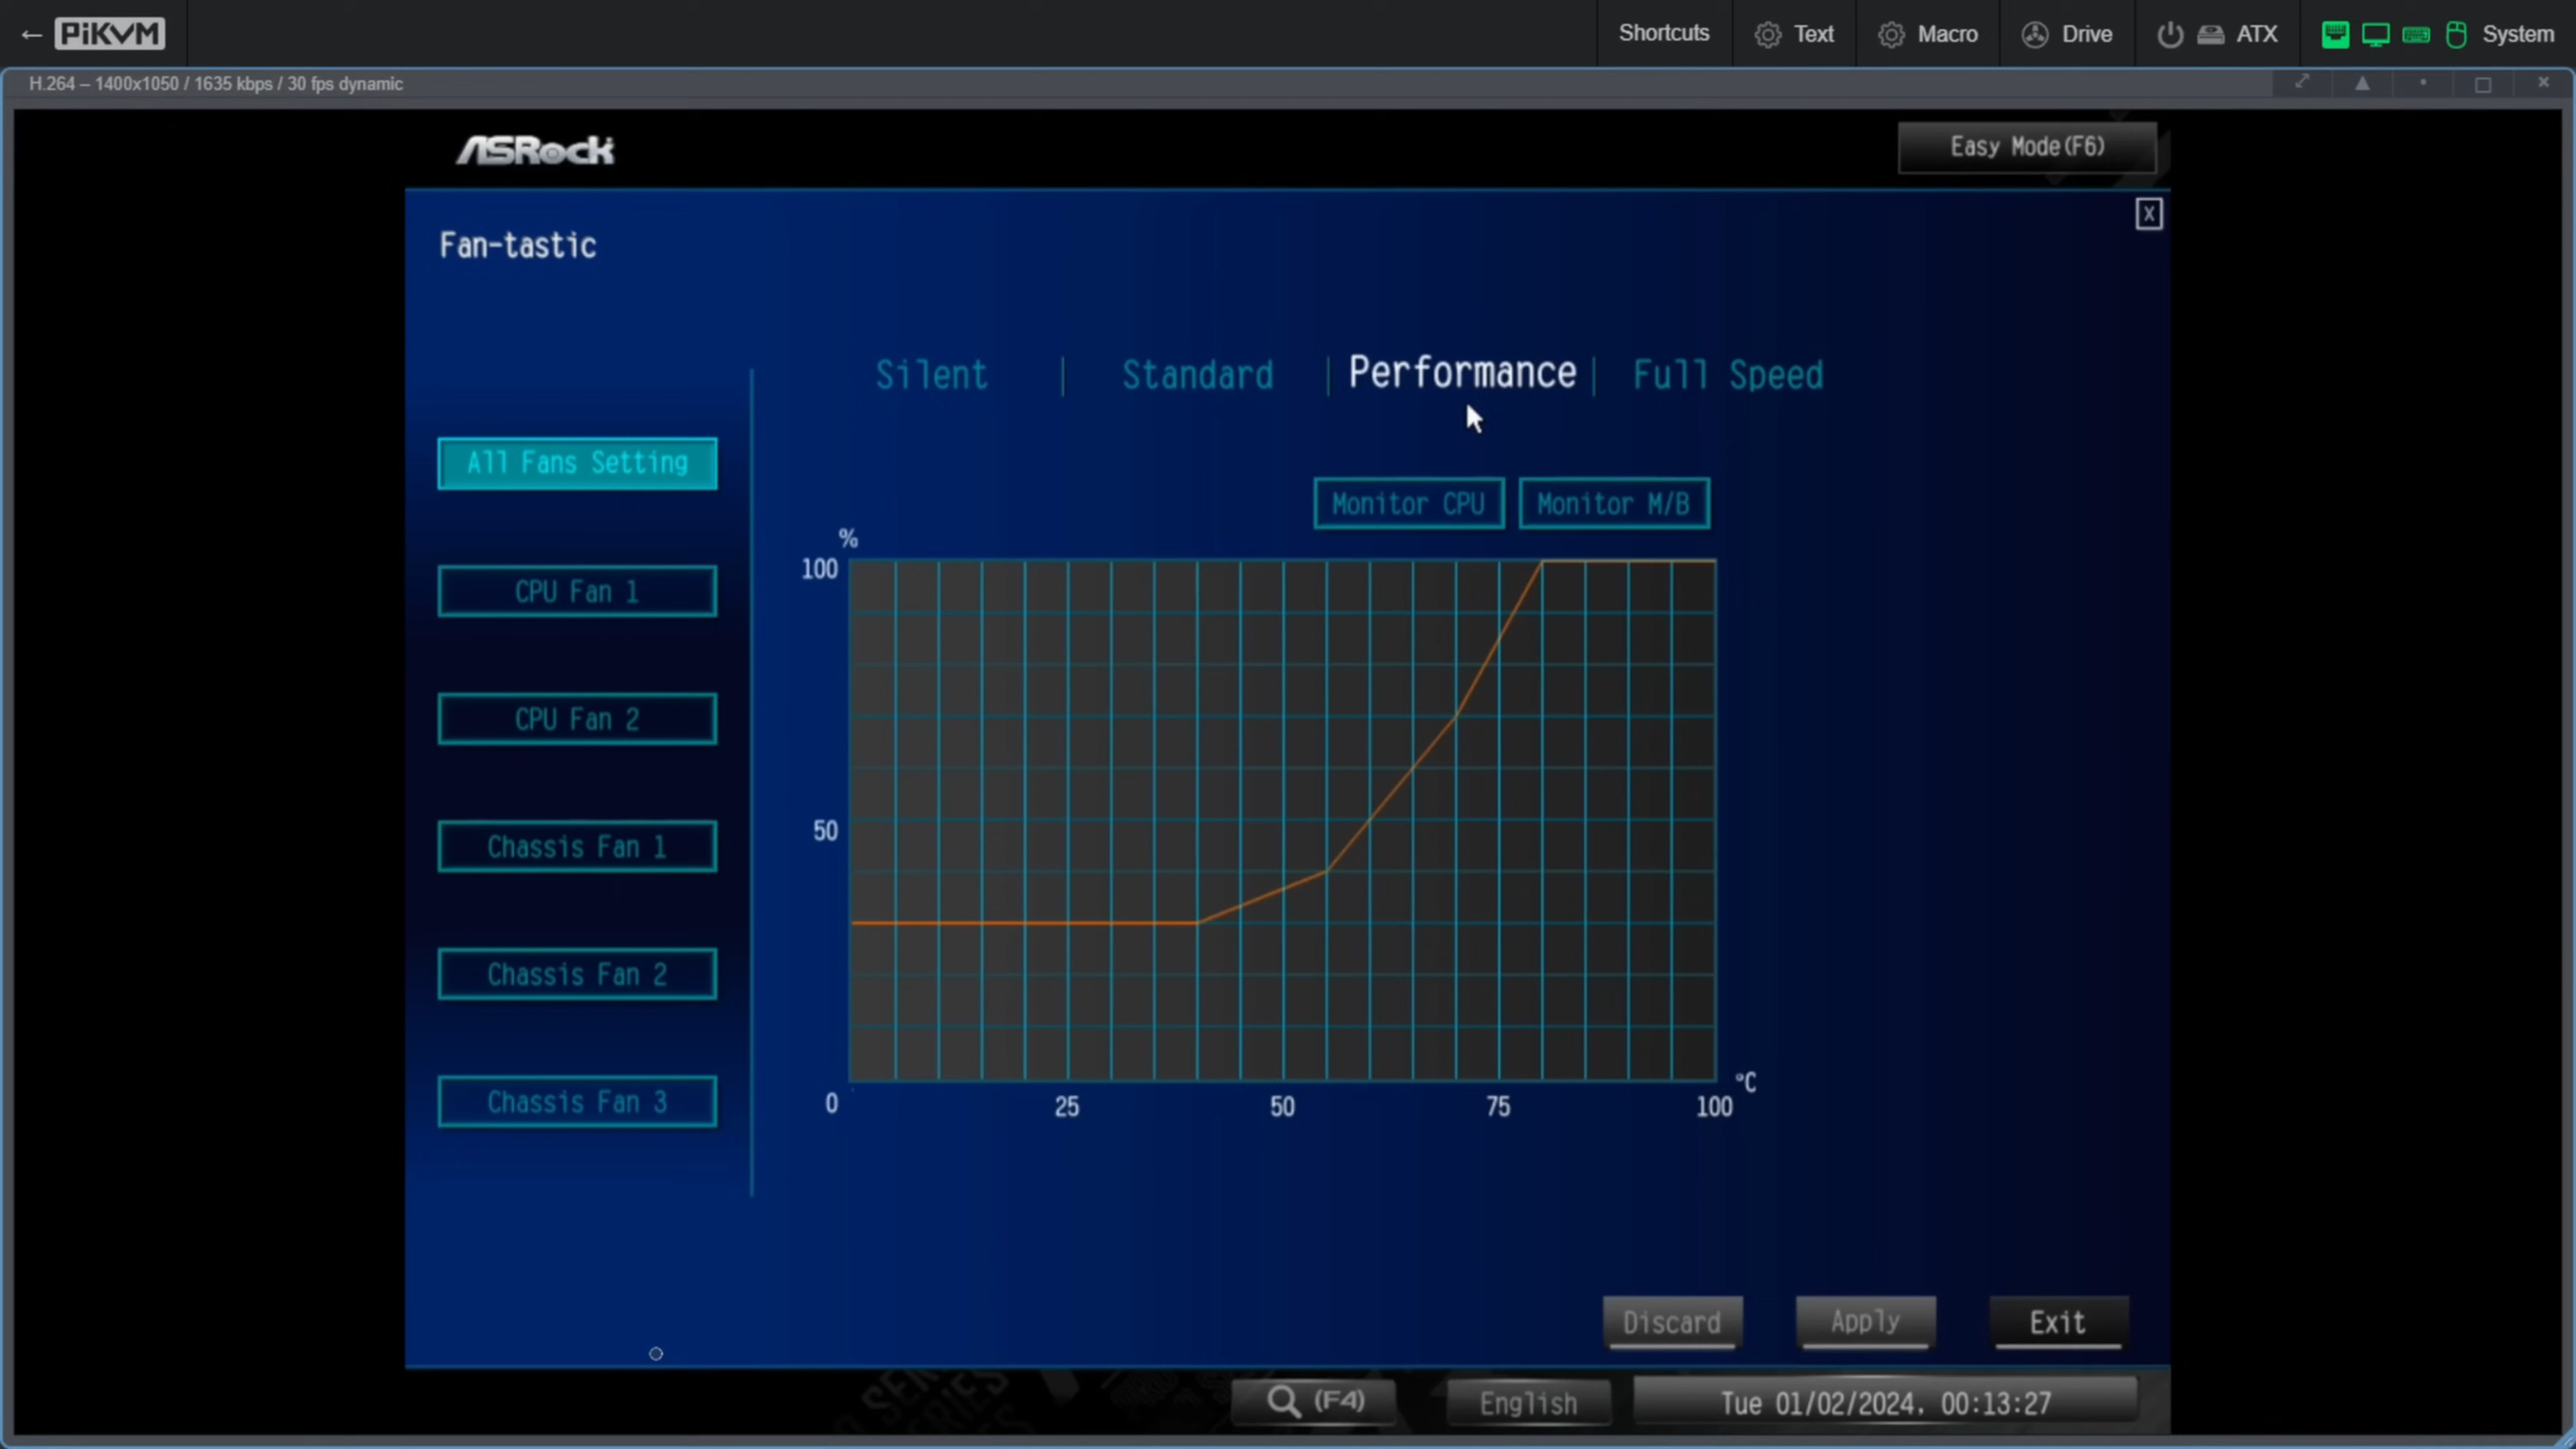 ← PiKVM
Shortcuts
Text
Macro
Drive
ATX
System
H.264 – 1400x1050 / 1635 kbps / 30 fps dynamic
ASRock
Easy Mode(F6)
X
Fan-tastic
Silent | Standard | Performance | Full Speed
All Fans Setting
CPU Fan 1
CPU Fan 2
Chassis Fan 1
Chassis Fan 2
Chassis Fan 3
Monitor CPU
Monitor M/B
%
100
50
0
25
50
75
100
°C
Discard
Apply
Exit
(F4)
English
Tue 01/02/2024, 00:13:27